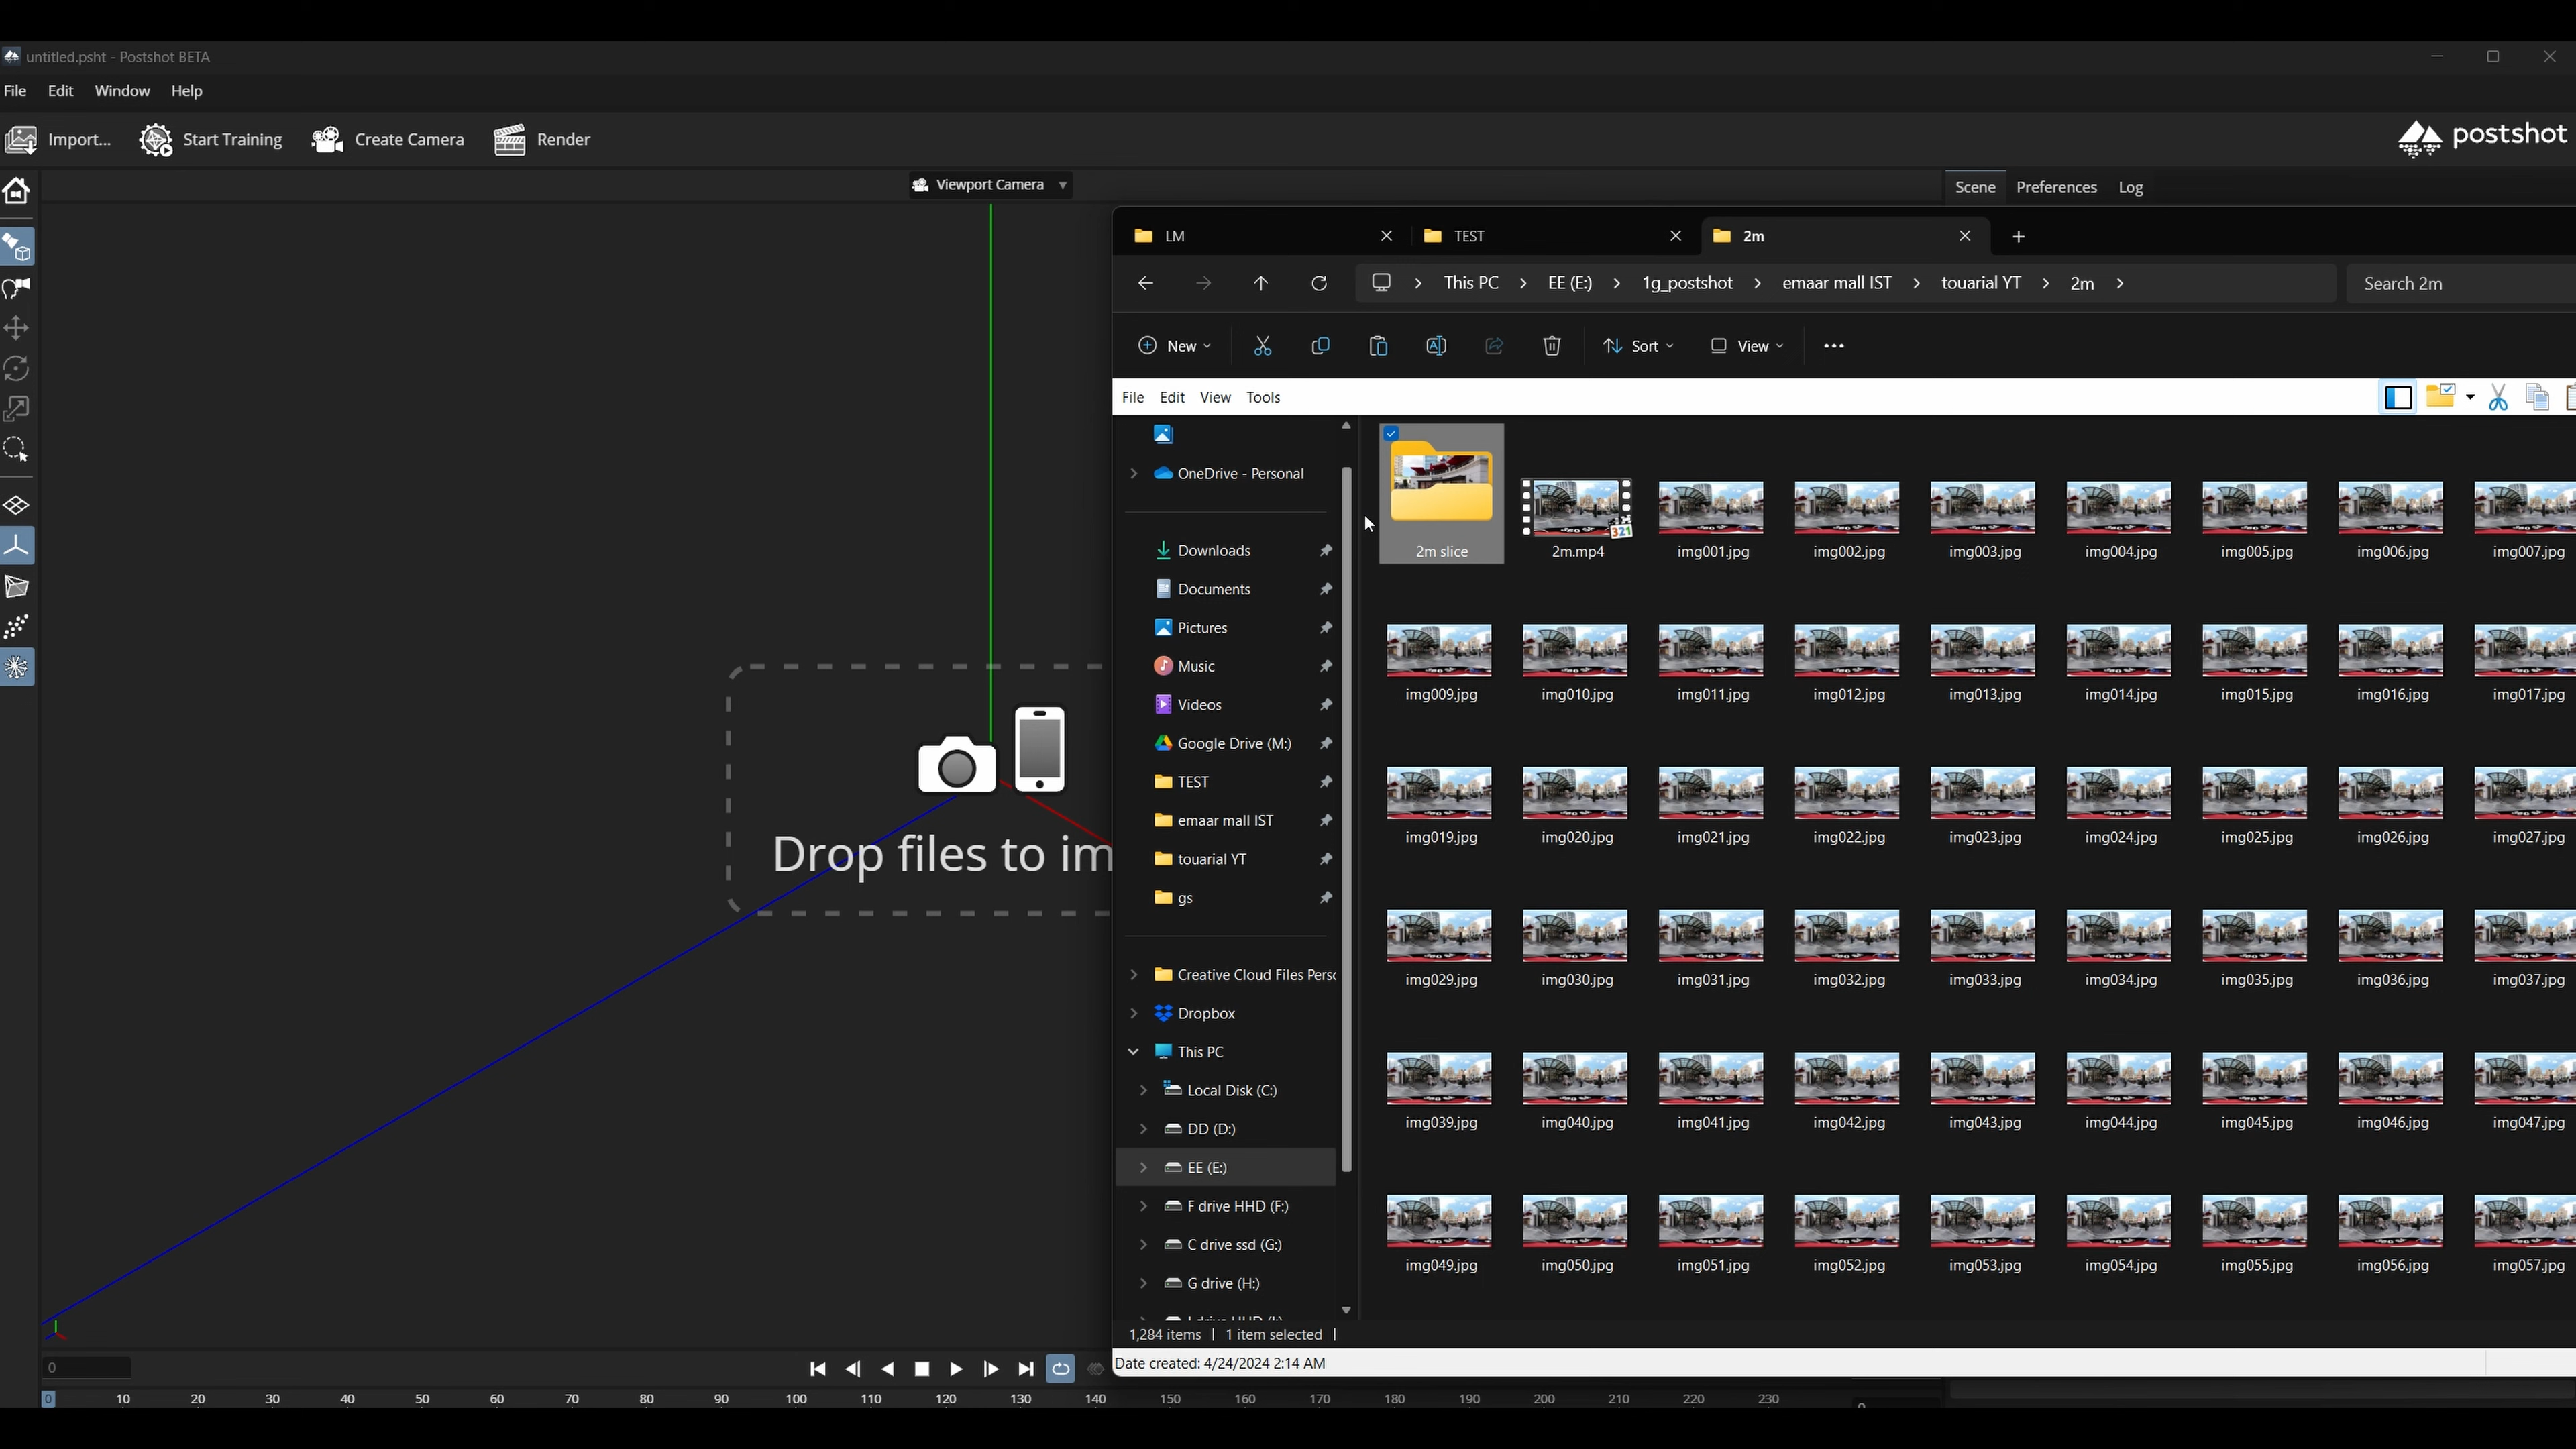 untitled.psht - Postshot BETA
File Edit Window Help
Import... Start Training Create Camera Render
postshot
Viewport Camera
Scene Preferences Log
LM TEST 2m
This PC EE (E:) 1g_postshot emaar mall IST touarial YT 2m
Search 2m
New Sort View
File Edit View Tools
OneDrive - Personal
Downloads
Documents
Pictures
Music
Videos
Google Drive (M:)
TEST
emaar mall IST
touarial YT
gs
Creative Cloud Files Perso
Dropbox
This PC
Local Disk (C:)
DD (D:)
EE (E:)
F drive HHD (F:)
C drive ssd (G:)
G drive (H:)
2m slice 2m.mp4 img001.jpg img002.jpg img003.jpg img004.jpg img005.jpg img006.jpg img007.jpg
img009.jpg img010.jpg img011.jpg img012.jpg img013.jpg img014.jpg img015.jpg img016.jpg img017.jpg
img019.jpg img020.jpg img021.jpg img022.jpg img023.jpg img024.jpg img025.jpg img026.jpg img027.jpg
img029.jpg img030.jpg img031.jpg img032.jpg img033.jpg img034.jpg img035.jpg img036.jpg img037.jpg
img039.jpg img040.jpg img041.jpg img042.jpg img043.jpg img044.jpg img045.jpg img046.jpg img047.jpg
img049.jpg img050.jpg img051.jpg img052.jpg img053.jpg img054.jpg img055.jpg img056.jpg img057.jpg
Drop files to im
1,284 items 1 item selected
Date created: 4/24/2024 2:14 AM
0
0 10 20 30 40 50 60 70 80 90 100 110 120 130 140 150 160 170 180 190 200 210 220 230